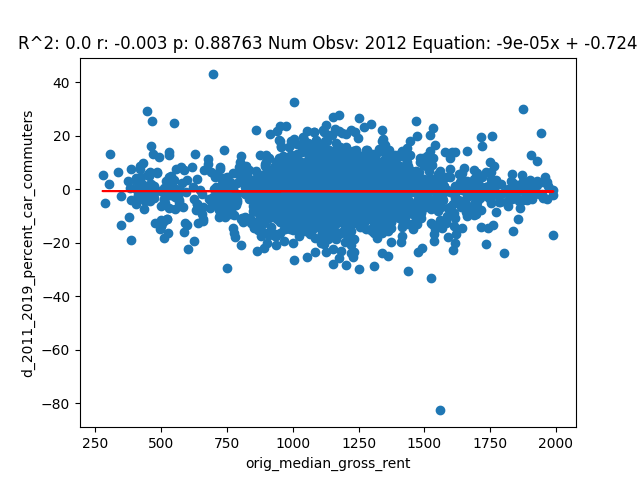 R^2: 0.0 r: -0.003 p: 0.88763 Num Obsv: 2012 Equation: -9e-05x + -0.724
40
20
0
−20
−40
−60
−80
d_2011_2019_percent_car_commuters
250 500 750 1000 1250 1500 1750 2000
orig_median_gross_rent